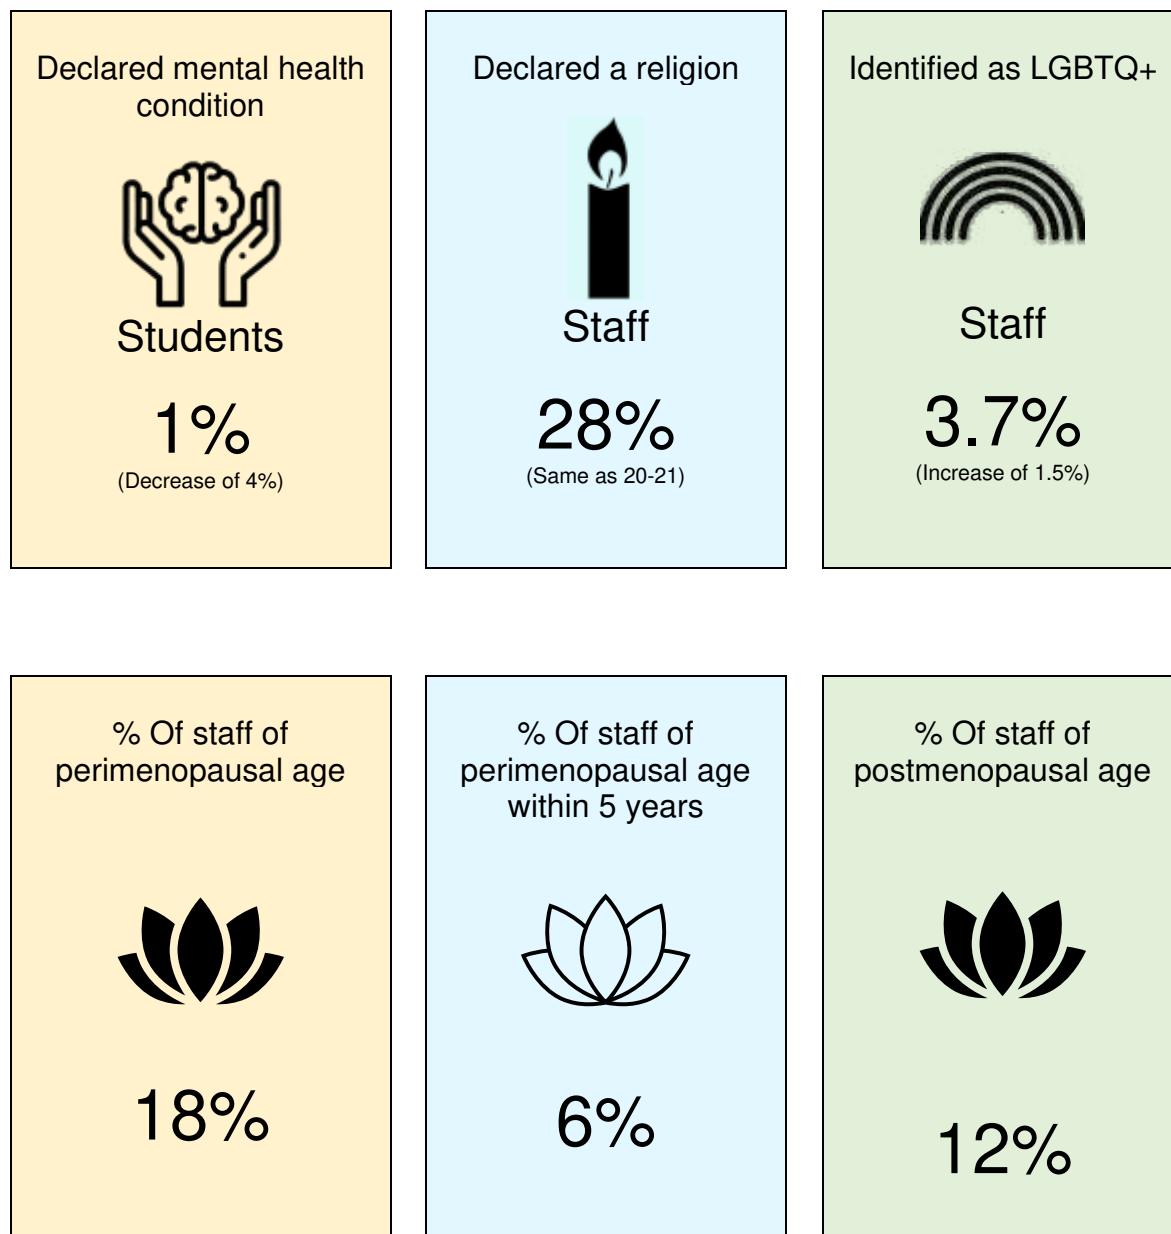 Declared mental health
condition
Students
1%
(Decrease of 4%)
Declared a religion
Staff
28%
(Same as 20-21)
Identified as LGBTQ+
Staff
3.7%
(Increase of 1.5%)
% Of staff of
perimenopausal age
18%
% Of staff of
perimenopausal age
within 5 years
6%
% Of staff of
postmenopausal age
12%